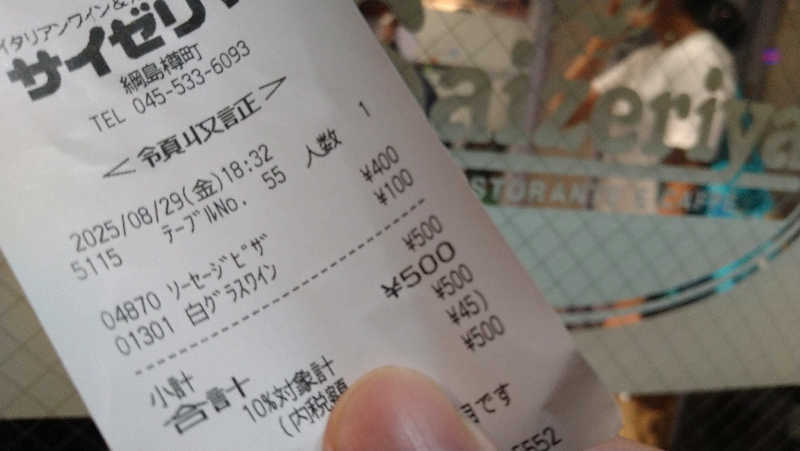 イタリアンワイン&
サイゼリヤ
綱島樽町
TEL 045-533-6093
<領収証>
2025/08/29(金)18:32 人数 1
5115 テーブルNo. 55
04870 ソーセージピザ ¥400
01301 白グラスワイン ¥100
小計 ¥500
合計 ¥500
10%対象計 ¥500
(内税額 ¥45)
¥500
です
5552
aizeriya
STORANTE E CAFFE